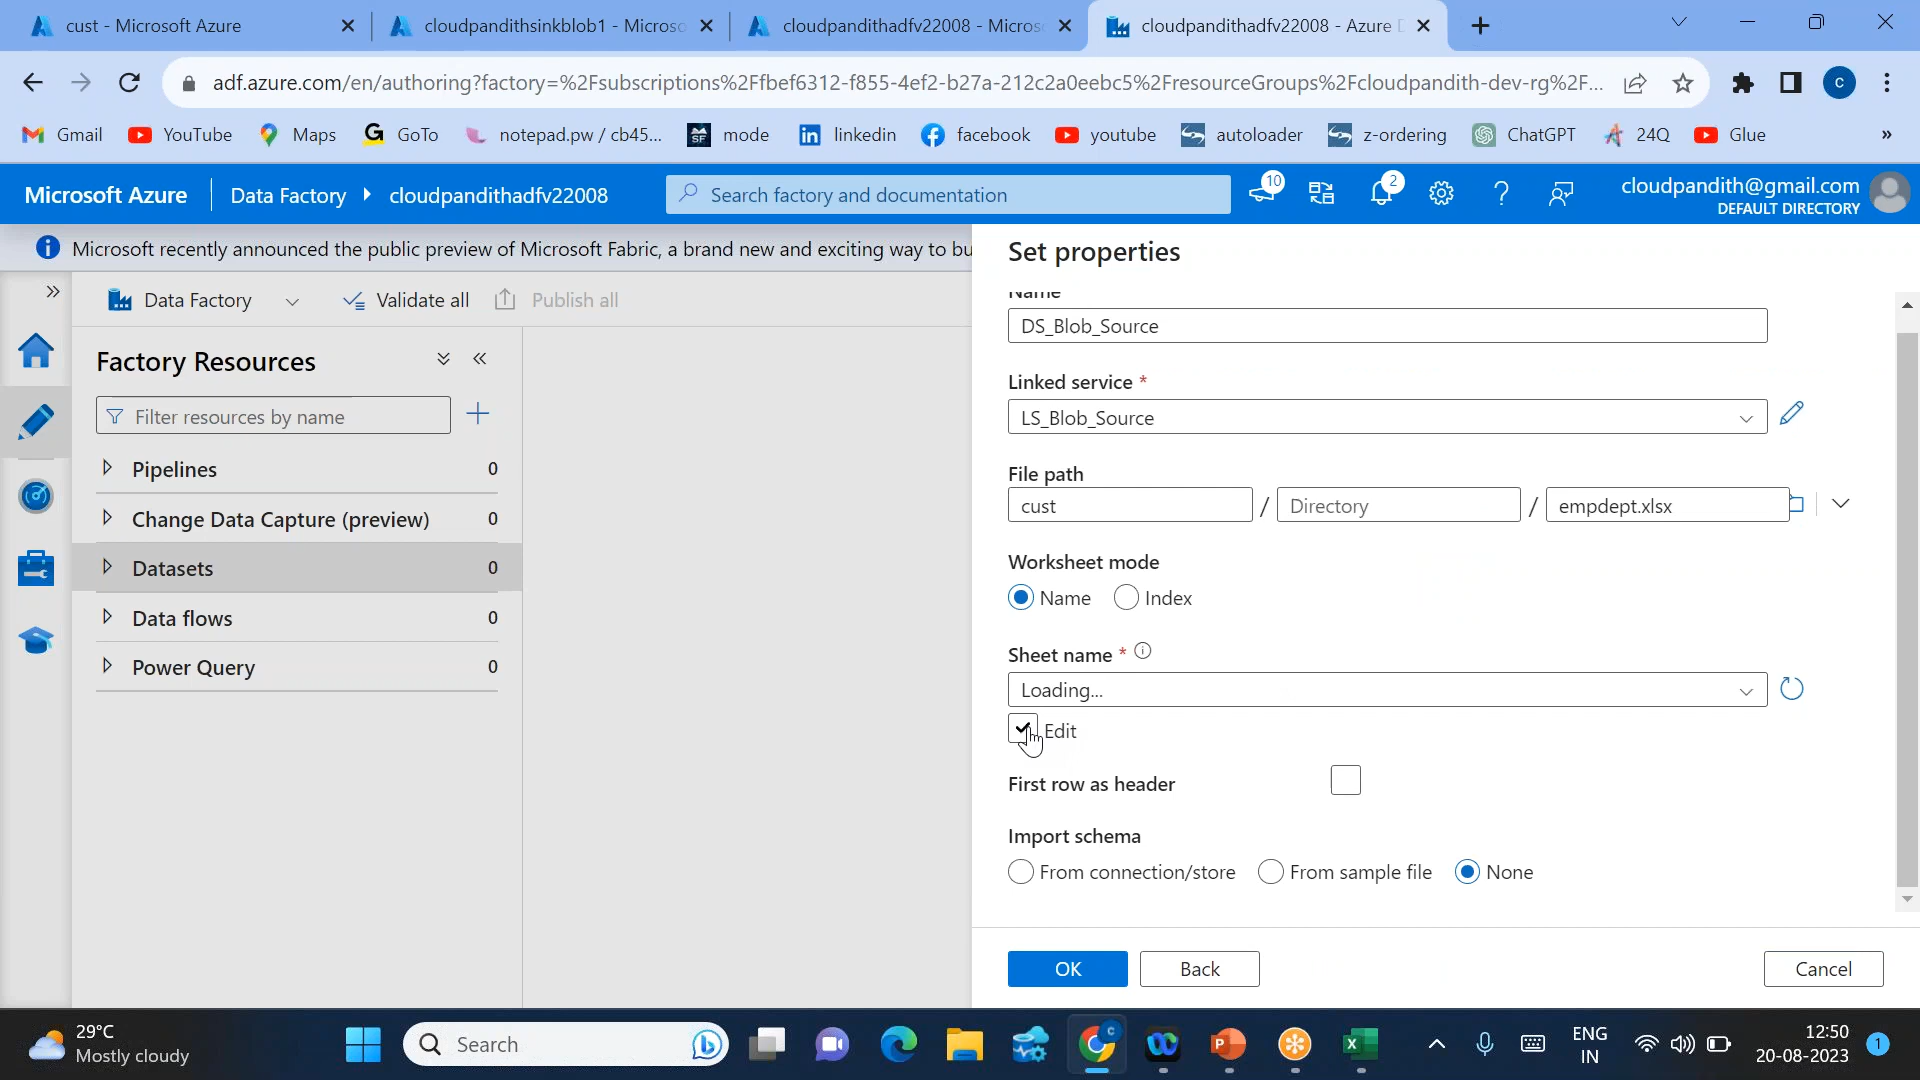 cust - Microsoft Azure
cloudpandithsinkblob1 - Micros
cloudpandithadfv22008 - Micros
cloudpandithadfv22008 - Azure D
adf.azure.com/en/authoring?factory=%2Fsubscriptions%2Ffbef6312-f855-4ef2-b27a-212c2a0eebc5%2FresourceGroups%2Fcloudpandith-dev-rg%2F...
C
Gmail
YouTube
Maps
GoTo
notepad.pw / cb45...
mode
linkedin
facebook
youtube
autoloader
z-ordering
ChatGPT
24Q
Glue
»
Microsoft Azure
Data Factory
cloudpandithadfv22008
Search factory and documentation
10
2
cloudpandith@gmail.com
DEFAULT DIRECTORY
Microsoft recently announced the public preview of Microsoft Fabric, a brand new and exciting way to bu
Data Factory
Validate all
Publish all
Factory Resources
Filter resources by name
Pipelines 0
Change Data Capture (preview) 0
Datasets 0
Data flows 0
Power Query 0
Set properties
Name
DS_Blob_Source
Linked service *
LS_Blob_Source
File path
cust / Directory / empdept.xlsx
Worksheet mode
Name Index
Sheet name *
Loading...
Edit
First row as header
Import schema
From connection/store From sample file None
OK
Back
Cancel
29°C
Mostly cloudy
Search
ENG
IN
12:50
20-08-2023
1